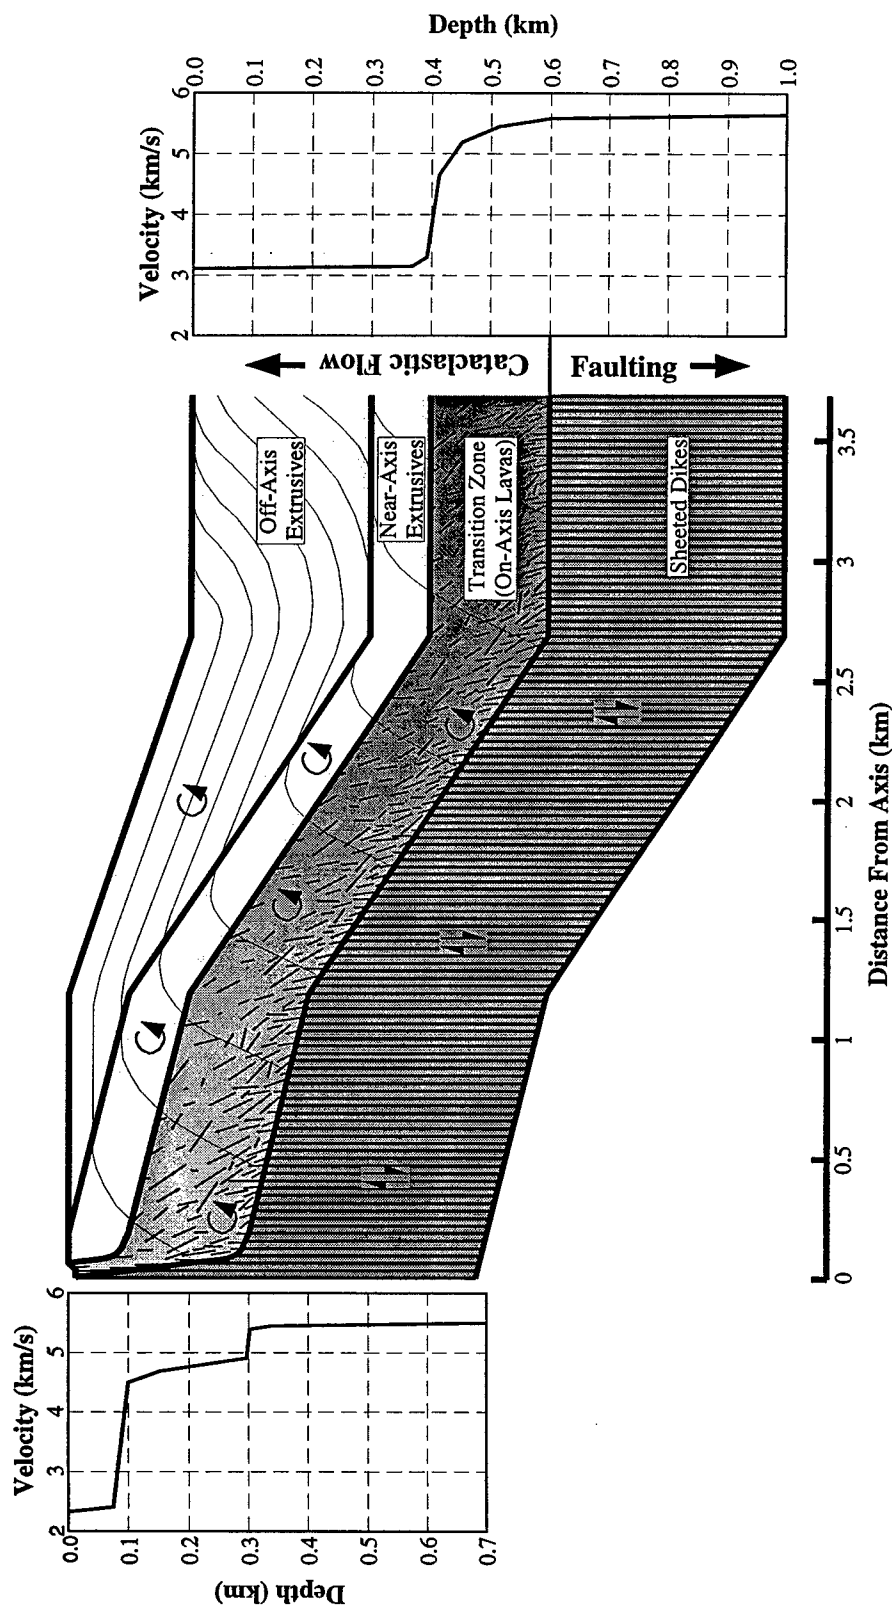 Velocity (km/s)
2 3 4 5 6
Depth (km)
0.0
0.1
0.2
0.3
0.4
0.5
0.6
0.7
Off-Axis
Extrusives
Near-Axis
Extrusives
Transition Zone
(On-Axis Lavas)
Sheeted Dikes
Cataclastic Flow
Faulting
Velocity (km/s)
2 3 4 5 6
Depth (km)
0.0
0.1
0.2
0.3
0.4
0.5
0.6
0.7
0.8
0.9
1.0
0 0.5 1 1.5 2 2.5 3 3.5
Distance From Axis (km)